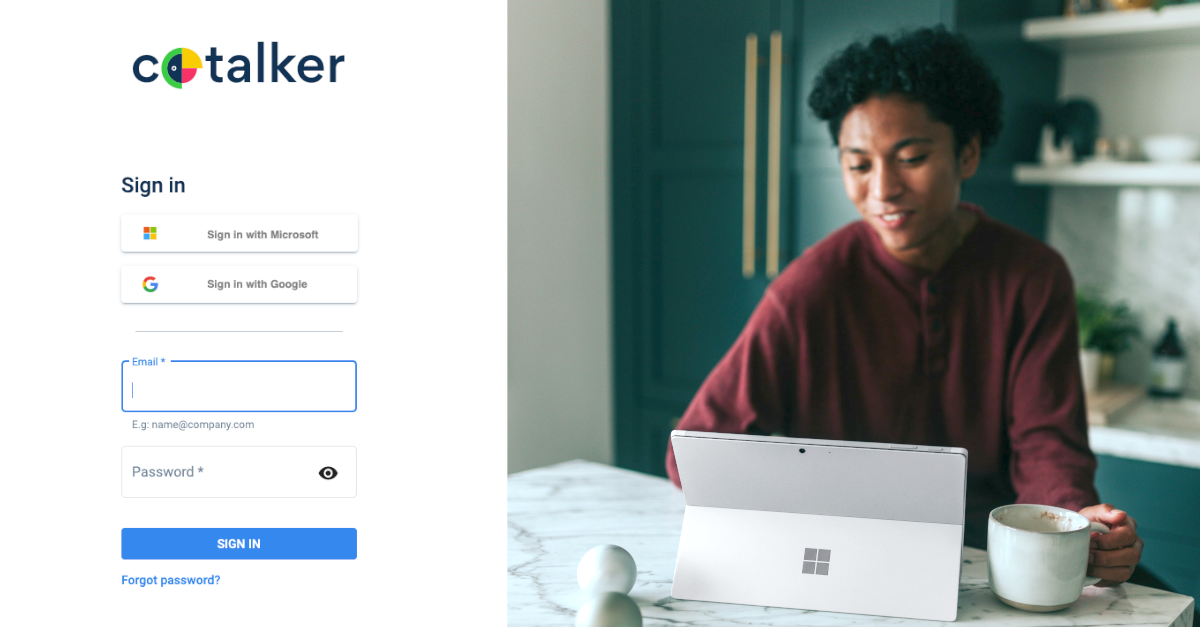 cotalker
Sign in
Sign in with Microsoft
Sign in with Google
Email *
E.g: name@company.com
Password *
SIGN IN
Forgot password?